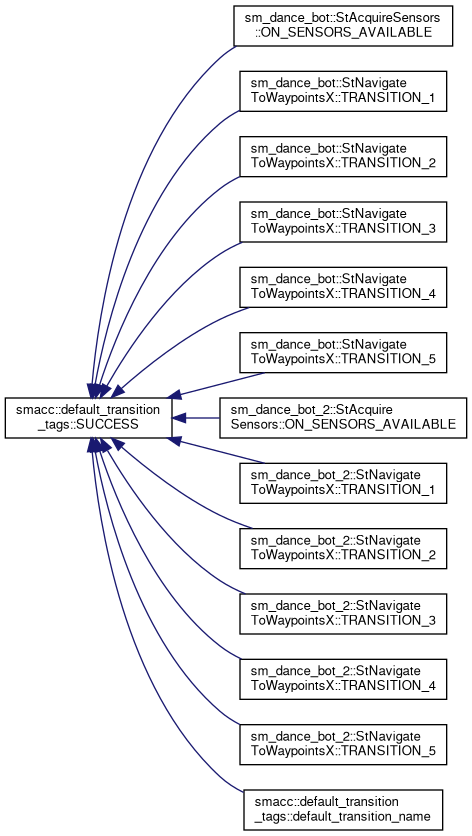 sm_dance_bot::StAcquireSensors
::ON_SENSORS_AVAILABLE
sm_dance_bot::StNavigate
ToWaypointsX::TRANSITION_1
sm_dance_bot::StNavigate
ToWaypointsX::TRANSITION_2
sm_dance_bot::StNavigate
ToWaypointsX::TRANSITION_3
sm_dance_bot::StNavigate
ToWaypointsX::TRANSITION_4
sm_dance_bot::StNavigate
ToWaypointsX::TRANSITION_5
smacc::default_transition
_tags::SUCCESS
sm_dance_bot_2::StAcquire
Sensors::ON_SENSORS_AVAILABLE
sm_dance_bot_2::StNavigate
ToWaypointsX::TRANSITION_1
sm_dance_bot_2::StNavigate
ToWaypointsX::TRANSITION_2
sm_dance_bot_2::StNavigate
ToWaypointsX::TRANSITION_3
sm_dance_bot_2::StNavigate
ToWaypointsX::TRANSITION_4
sm_dance_bot_2::StNavigate
ToWaypointsX::TRANSITION_5
smacc::default_transition
_tags::default_transition_name